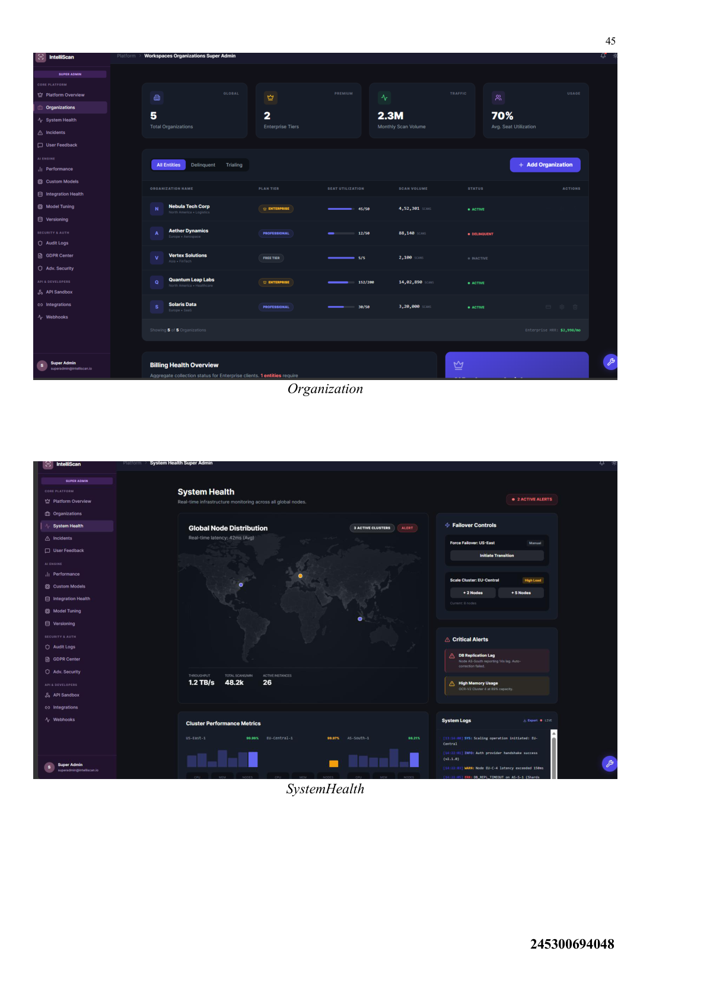 45
IntelliScan
Platform > Workspaces Organizations Super Admin
SUPER ADMIN
CORE PLATFORM
Platform Overview
Organizations
System Health
Incidents
User Feedback
AI ENGINE
Performance
Custom Models
Integration Health
Model Tuning
Versioning
SECURITY & AUTH
Audit Logs
GDPR Center
Adv. Security
API & DEVELOPERS
API Sandbox
Integrations
Webhooks
S
Super Admin
superadmin@intelliscan.io
GLOBAL
5
Total Organizations
PREMIUM
2
Enterprise Tiers
TRAFFIC
2.3M
Monthly Scan Volume
USAGE
70%
Avg. Seat Utilization
All Entities Delinquent Trialing
+ Add Organization
ORGANIZATION NAME PLAN TIER SEAT UTILIZATION SCAN VOLUME STATUS ACTIONS
N Nebula Tech Corp ENTERPRISE 45/50 4,52,301 SCANS ACTIVE
North America • Logistics
A Aether Dynamics PROFESSIONAL 12/50 88,140 SCANS DELINQUENT
Europe • Aerospace
V Vertex Solutions FREE TIER 5/5 2,100 SCANS INACTIVE
Asia • FinTech
Q Quantum Leap Labs ENTERPRISE 152/200 14,02,890 SCANS ACTIVE
North America • Healthcare
S Solaris Data PROFESSIONAL 30/50 3,20,000 SCANS ACTIVE
Europe • SaaS
Showing 5 of 5 Organizations
Enterprise MRR: $2,998/mo
Billing Health Overview
Aggregate collection status for Enterprise clients. 1 entities require
Organization
IntelliScan
Platform > System Health Super Admin
SUPER ADMIN
CORE PLATFORM
Platform Overview
Organizations
System Health
Incidents
User Feedback
AI ENGINE
Performance
Custom Models
Integration Health
Model Tuning
Versioning
SECURITY & AUTH
Audit Logs
GDPR Center
Adv. Security
API & DEVELOPERS
API Sandbox
Integrations
Webhooks
S
Super Admin
superadmin@intelliscan.io
System Health
Real-time infrastructure monitoring across all global nodes.
2 ACTIVE ALERTS
Global Node Distribution
Real-time latency: 42ms (Avg)
3 ACTIVE CLUSTERS ALERT
THROUGHPUT TOTAL SCANS/MIN ACTIVE INSTANCES
1.2 TB/s 48.2k 26
Failover Controls
Force Failover: US-East Manual
Initiate Transition
Scale Cluster: EU-Central High Load
+ 2 Nodes + 5 Nodes
Current: 8 nodes
Critical Alerts
DB Replication Lag
Node AS-South reporting 14s lag. Auto-
correction failed.
High Memory Usage
OCR-V2 Cluster 4 at 89% capacity.
Cluster Performance Metrics
US-East-1 99.99% EU-Central-1 99.97% AS-South-1 98.21%
CPU MEM NODES CPU MEM NODES CPU MEM NODES
System Logs Export LIVE
SYS: Scaling operation initiated: EU-
Central
[14:22:01] INFO: Auth provider handshake success
(v2.1.0)
[14:22:03] WARN: Node EU-C-4 latency exceeded 150ms
[14:22:05] ERR: DB_REPL_TIMEOUT on AS-S-1 (Shards
SystemHealth
245300694048